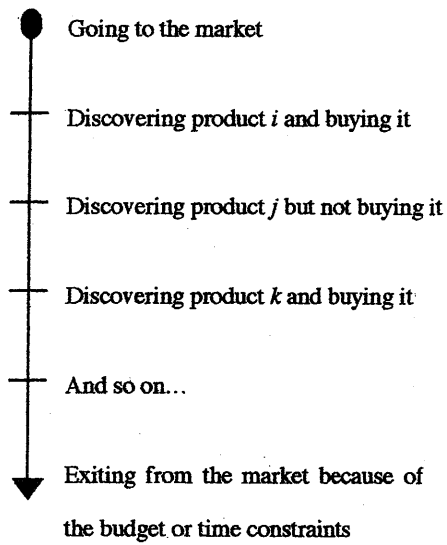 Going to the market
Discovering product i and buying it
Discovering product j but not buying it
Discovering product k and buying it
And so on...
Exiting from the market because of
the budget or time constraints